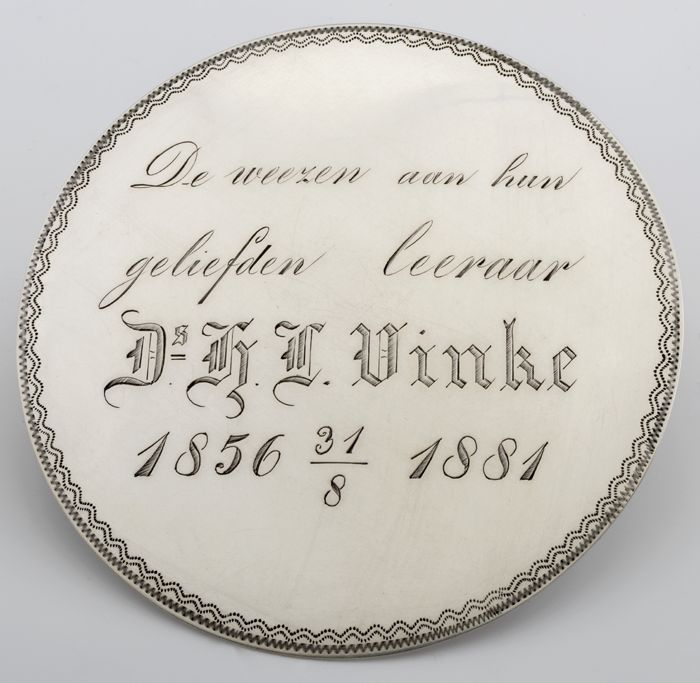 De weezen aan hun
geliefden leeraar
Ds. H. L. Vinke
1856 31/8 1881